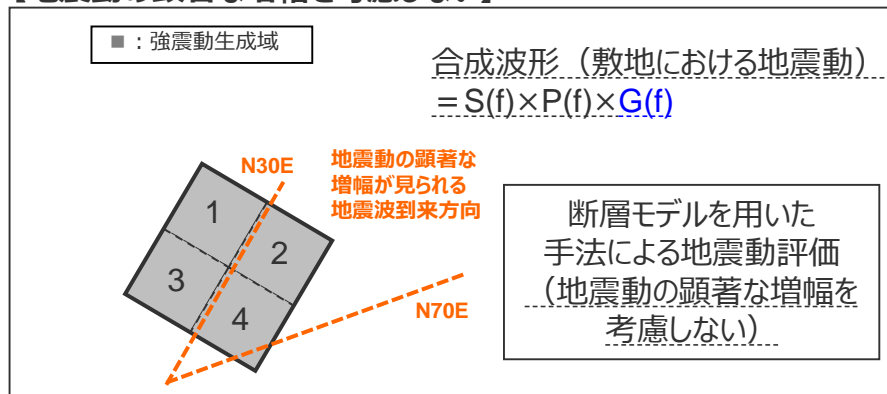 【地震動の顕著な増幅を考慮しない】
■：強震動生成域
合成波形（敷地における地震動）
＝S(f)×P(f)×G(f)
N30E
地震動の顕著な
増幅が見られる
地震波到来方向
1
2
3
4
N70E
断層モデルを用いた
手法による地震動評価
（地震動の顕著な増幅を
考慮しない）